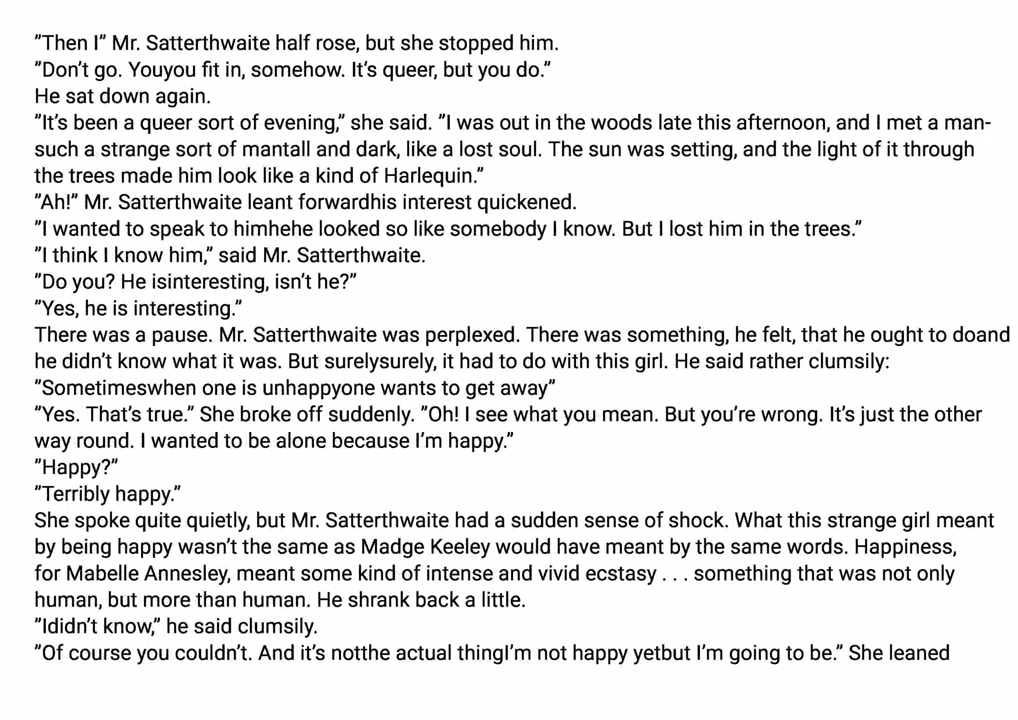 ”Then I” Mr. Satterthwaite half rose, but she stopped him.
”Don’t go. Youyou fit in, somehow. It’s queer, but you do.”
He sat down again.
”It’s been a queer sort of evening,” she said. ”I was out in the woods late this afternoon, and I met a man-
such a strange sort of mantall and dark, like a lost soul. The sun was setting, and the light of it through
the trees made him look like a kind of Harlequin.”
”Ah!” Mr. Satterthwaite leant forwardhis interest quickened.
”I wanted to speak to himhehe looked so like somebody I know. But I lost him in the trees.”
”I think I know him,” said Mr. Satterthwaite.
”Do you? He isinteresting, isn’t he?”
”Yes, he is interesting.”
There was a pause. Mr. Satterthwaite was perplexed. There was something, he felt, that he ought to doand
he didn’t know what it was. But surelysurely, it had to do with this girl. He said rather clumsily:
”Sometimeswhen one is unhappyone wants to get away”
”Yes. That’s true.” She broke off suddenly. ”Oh! I see what you mean. But you’re wrong. It’s just the other
way round. I wanted to be alone because I’m happy.”
”Happy?”
”Terribly happy.”
She spoke quite quietly, but Mr. Satterthwaite had a sudden sense of shock. What this strange girl meant
by being happy wasn’t the same as Madge Keeley would have meant by the same words. Happiness,
for Mabelle Annesley, meant some kind of intense and vivid ecstasy . . . something that was not only
human, but more than human. He shrank back a little.
”Ididn’t know,” he said clumsily.
”Of course you couldn’t. And it’s notthe actual thingI’m not happy yetbut I’m going to be.” She leaned